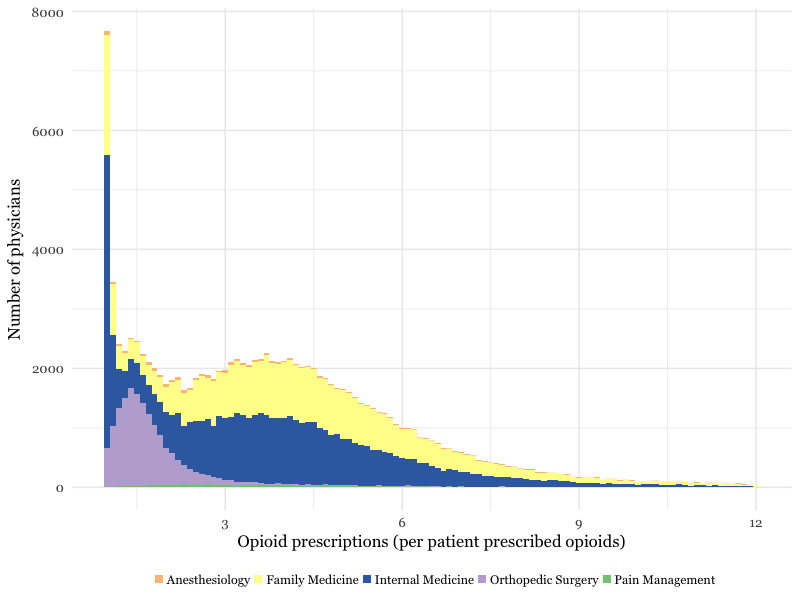 8000
6000
4000
2000
0
Number of physicians
3 6 9 12
Opioid prescriptions (per patient prescribed opioids)
Anesthesiology Family Medicine Internal Medicine Orthopedic Surgery Pain Management